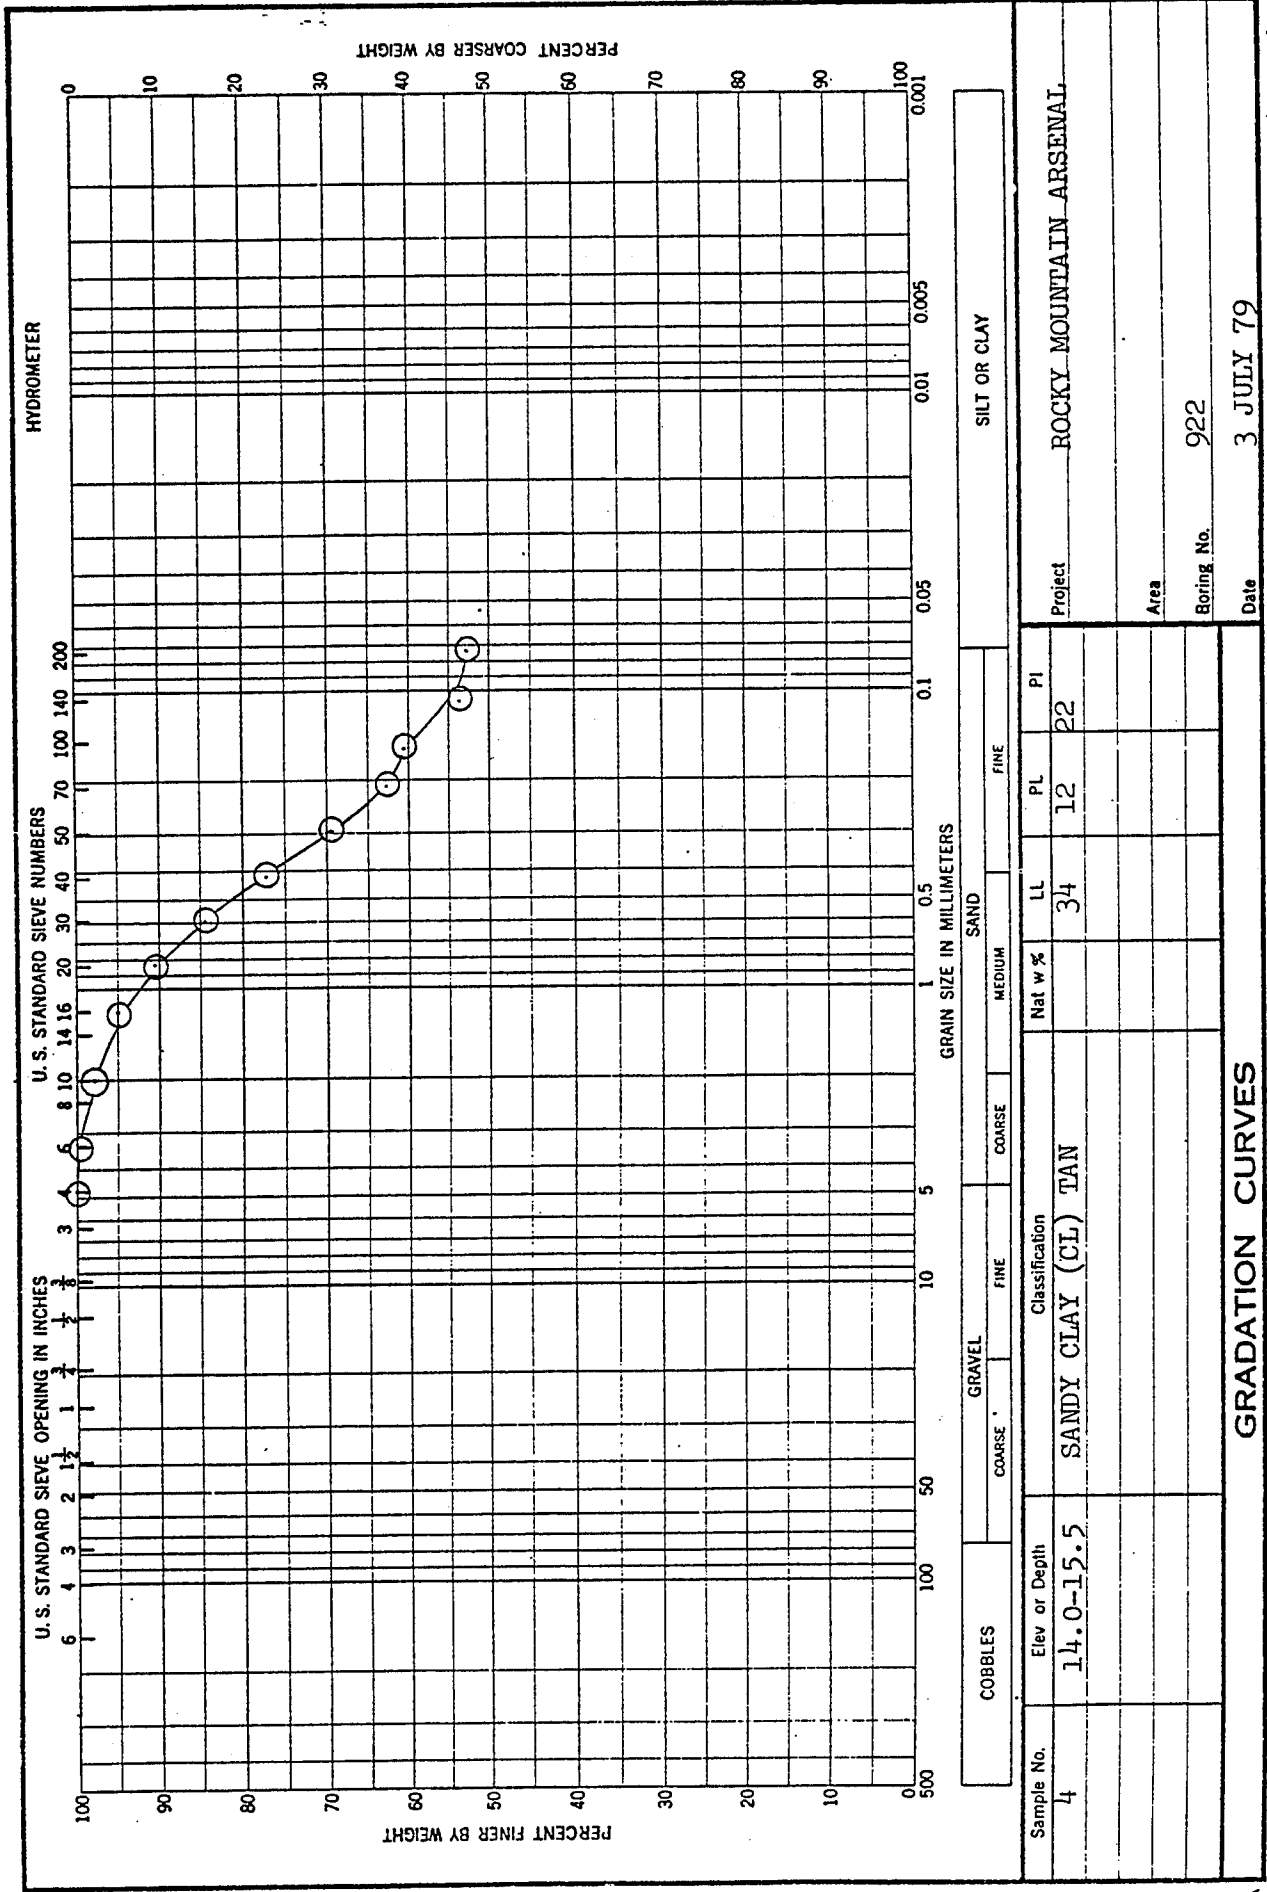 U. S. STANDARD SIEVE OPENING IN INCHES U. S. STANDARD SIEVE NUMBERS HYDROMETER
6 4 3 2 1½ 1 ¾ ½ ⅜ 3 4 6 8 10 14 16 20 30 40 50 70 100 140 200
100 90 80 70 60 50 40 30 20 10 0
PERCENT FINER BY WEIGHT
0 10 20 30 40 50 60 70 80 90 100
PERCENT COARSER BY WEIGHT
500 100 50 10 5 1 0.5 0.1 0.05 0.01 0.005 0.001
GRAIN SIZE IN MILLIMETERS
COBBLES GRAVEL SAND SILT OR CLAY
COARSE FINE COARSE MEDIUM FINE
Sample No. Elev or Depth Classification Nat w % LL PL PI
4 14.0-15.5 SANDY CLAY (CL) TAN 34 12 22
Project ROCKY MOUNTAIN ARSENAL
Area
Boring No. 922
Date 3 JULY 79
GRADATION CURVES